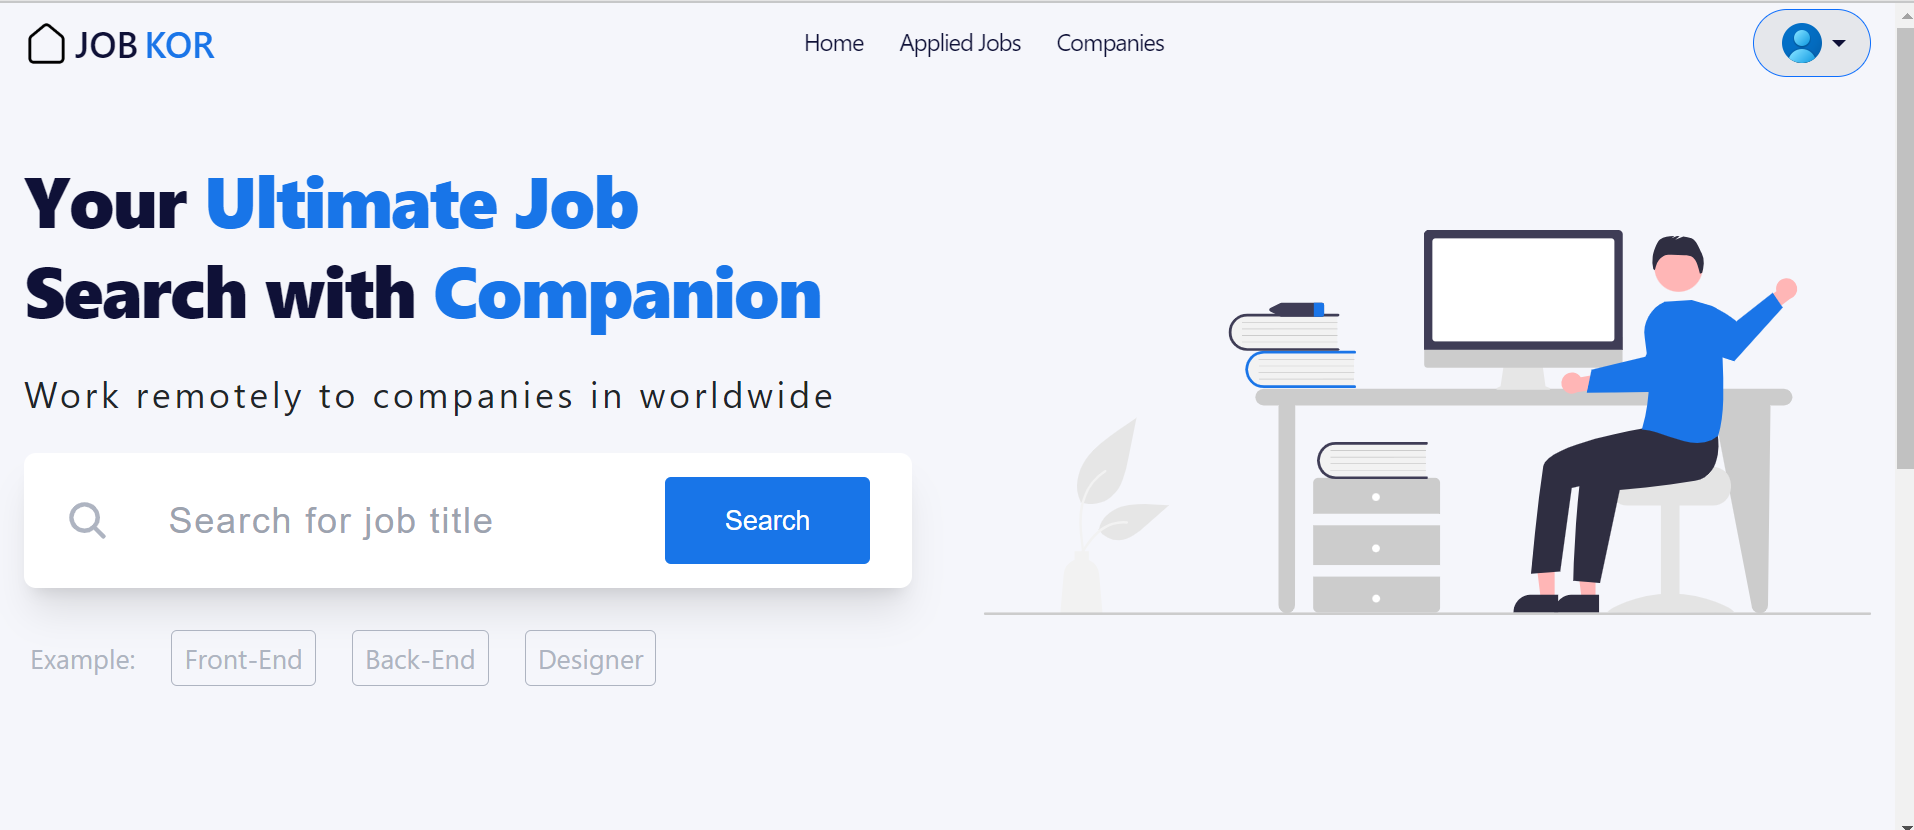 JOB KOR
Home Applied Jobs Companies
Your Ultimate Job
Search with Companion
Work remotely to companies in worldwide
Search for job title
Search
Example: Front-End Back-End Designer